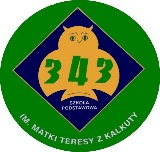 343
SZKOŁA
PODSTAWOWA
IM. MATKI TERESY Z KALKUTY